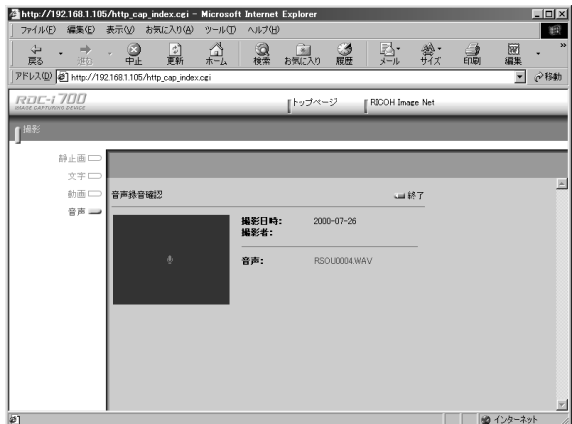 http://192.168.1.105/http_cap_index.cgi - Microsoft Internet Explorer
ファイル(F) 編集(E) 表示(V) お気に入り(A) ツール(T) ヘルプ(H)
戻る 進む 中止 更新 ホーム 検索 お気に入り 履歴 メール サイズ 印刷 編集 »
アドレス(D) http://192.168.1.105/http_cap_index.cgi 移動
RDC-i700
IMAGE CAPTURING DEVICE
トップページ RICOH Image Net
撮影
静止画
文字
動画
音声
音声録音確認 終了
撮影日時: 2000-07-26
撮影者:
音声: RSOU0004.WAV
インターネット